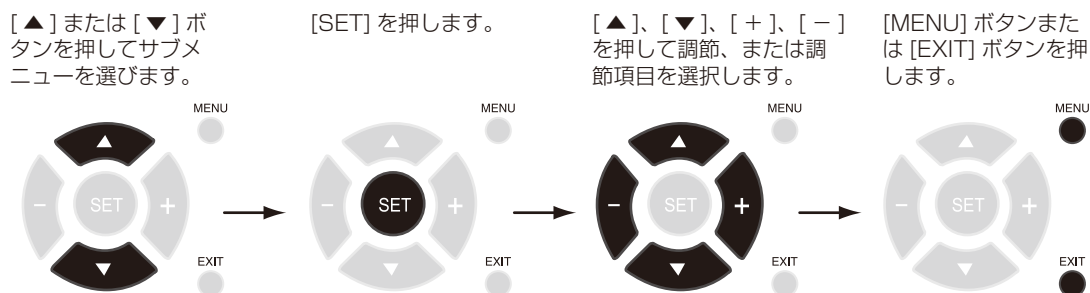 [ ▲ ] または [ ▼ ] ボ
タンを押してサブメ
ニューを選びます。
[SET] を押します。
[ ▲ ]、[ ▼ ]、[ + ]、[ − ]
を押して調節、または調
節項目を選択します。
[MENU] ボタンまた
は [EXIT] ボタンを押
します。
MENU
▲
− SET +
▼
EXIT
MENU
▲
− SET +
▼
EXIT
MENU
▲
− SET +
▼
EXIT
MENU
▲
− SET +
▼
EXIT